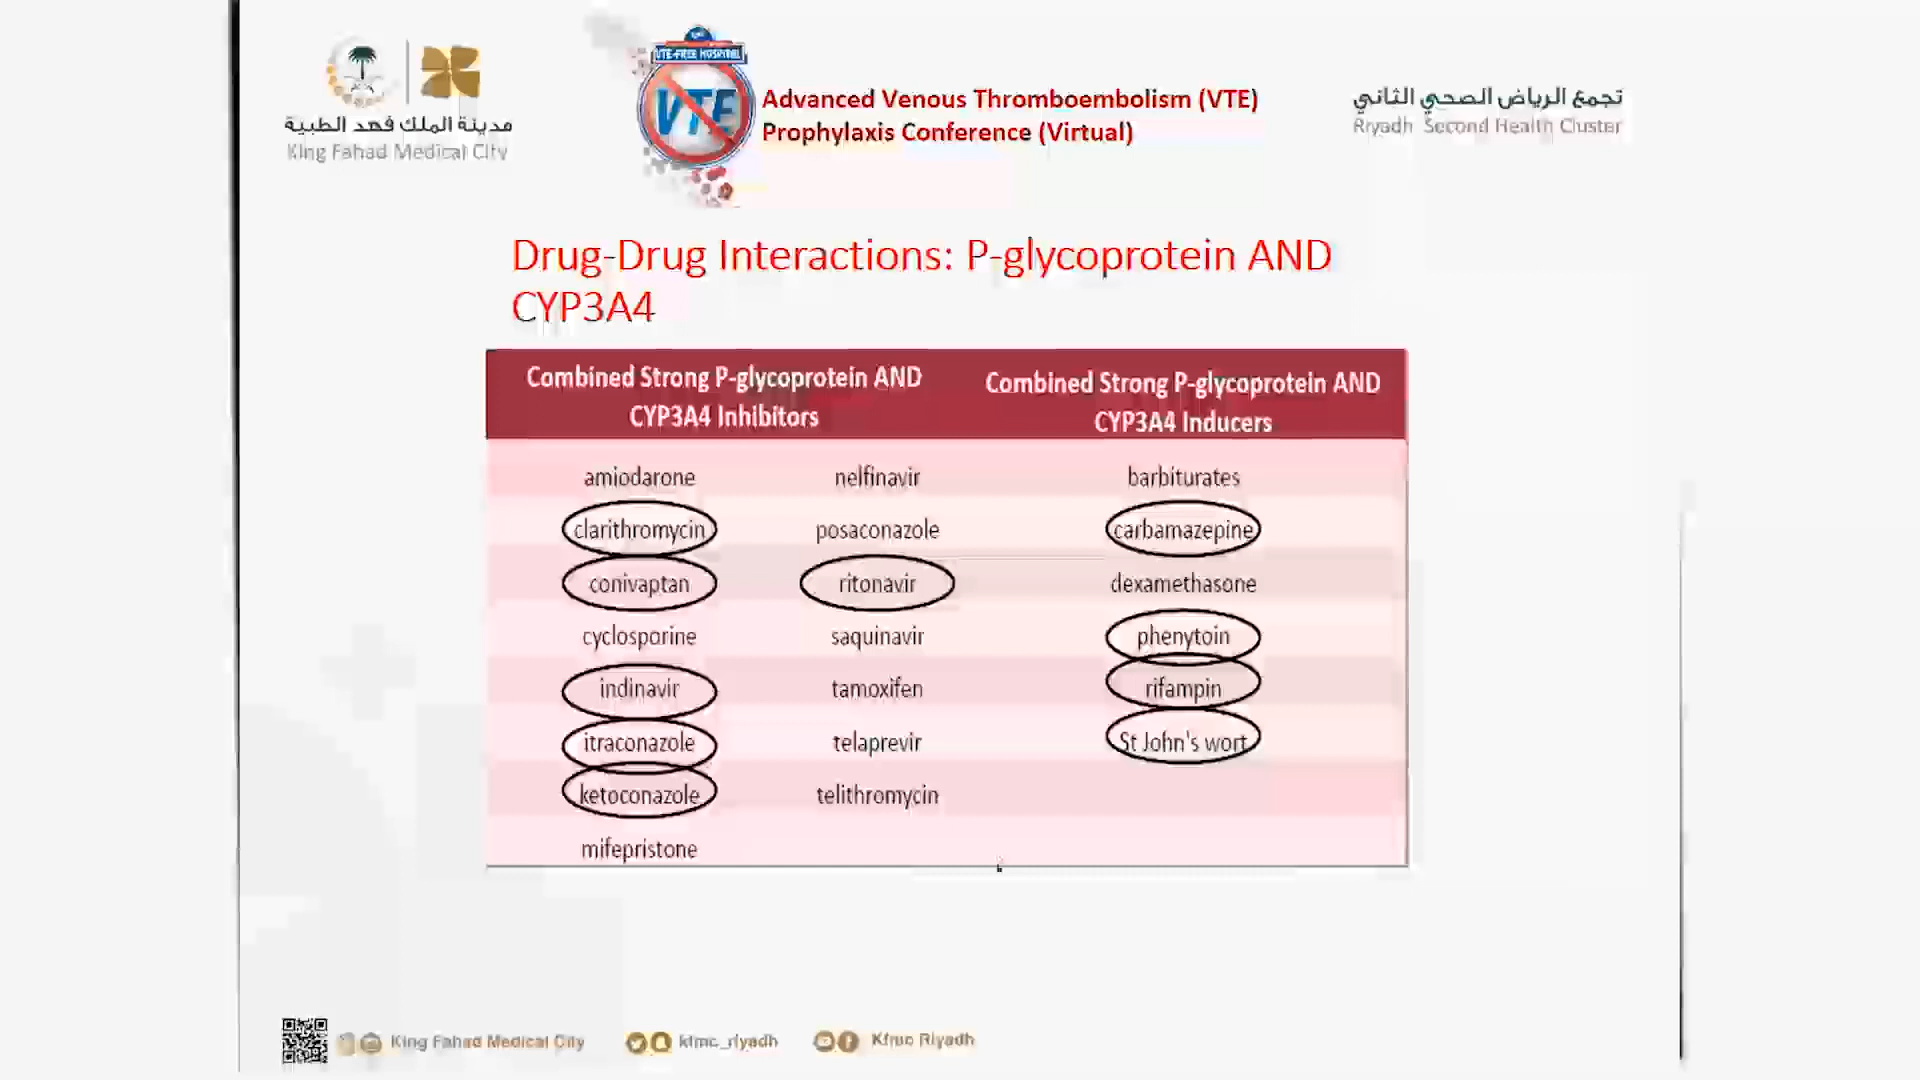 مدينة الملك فهد الطبية
King Fahad Medical City
VTE-FREE HOSPITAL
VTE
Advanced Venous Thromboembolism (VTE)
Prophylaxis Conference (Virtual)
تجمع الرياض الصحي الثاني
Riyadh Second Health Cluster
Drug-Drug Interactions: P-glycoprotein AND
CYP3A4
Combined Strong P-glycoprotein AND
CYP3A4 Inhibitors
Combined Strong P-glycoprotein AND
CYP3A4 Inducers
amiodarone nelfinavir barbiturates
clarithromycin posaconazole carbamazepine
conivaptan ritonavir dexamethasone
cyclosporine saquinavir phenytoin
indinavir tamoxifen rifampin
itraconazole telaprevir St John's wort
ketoconazole telithromycin
mifepristone
King Fahad Medical City kfmc_riyadh Kfmc Riyadh